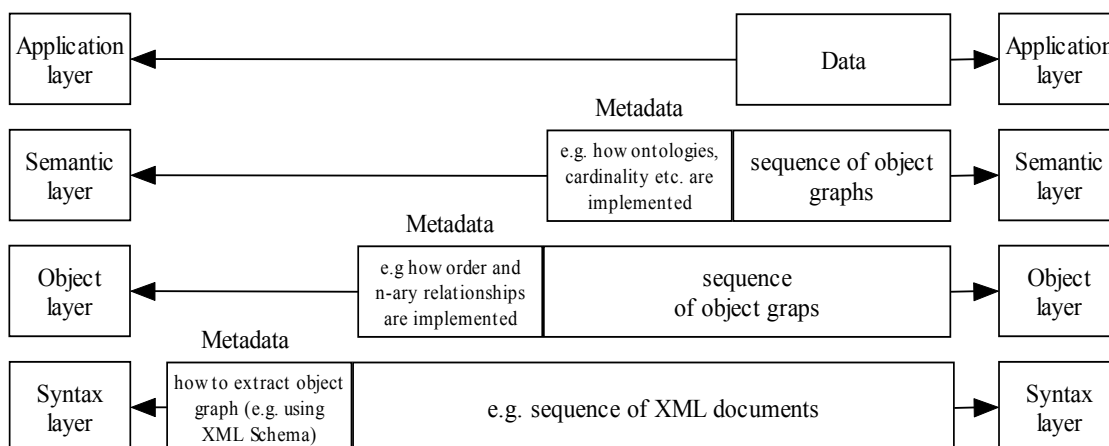 Application
layer
Data
Application
layer
Metadata
Semantic
layer
e.g. how ontologies,
cardinality etc. are
implemented
sequence of object
graphs
Semantic
layer
Metadata
Object
layer
e.g how order and
n-ary relationships
are implemented
sequence
of object graps
Object
layer
Metadata
Syntax
layer
how to extract object
graph (e.g. using
XML Schema)
e.g. sequence of XML documents
Syntax
layer